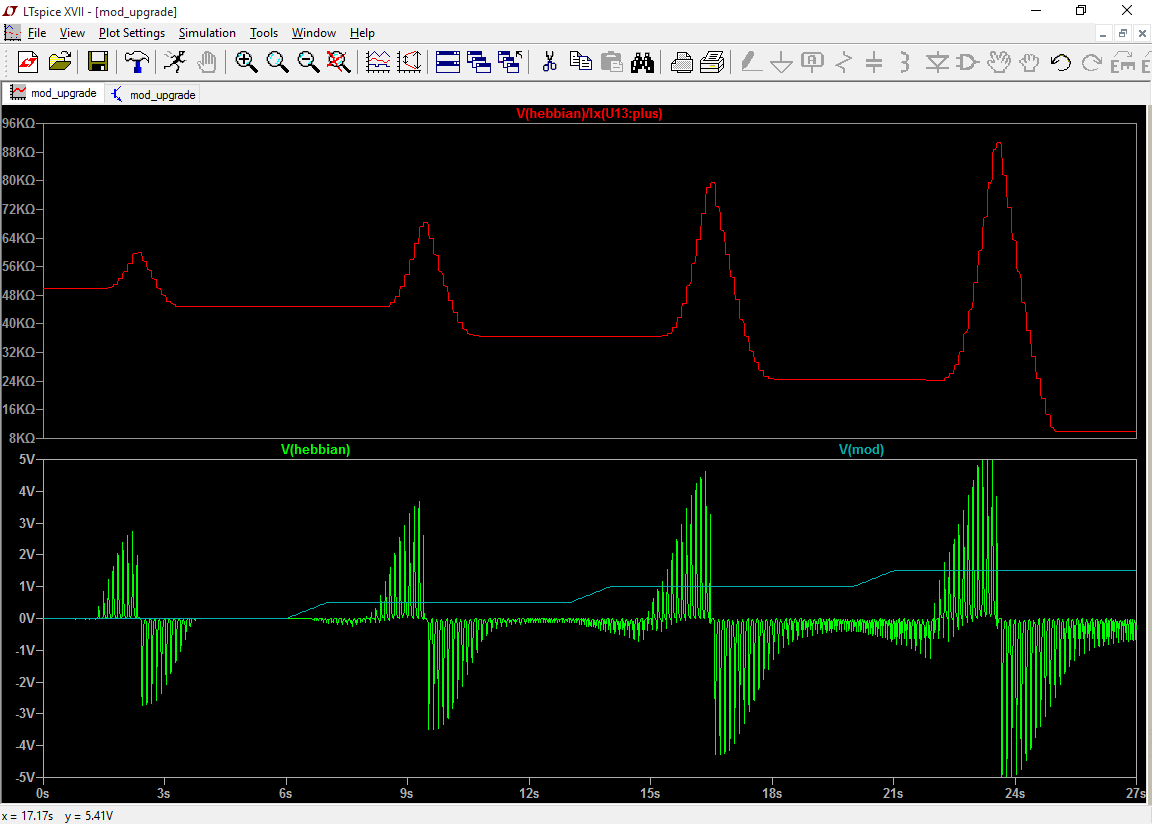 LTspice XVII - [mod_upgrade]
File View Plot Settings Simulation Tools Window Help
mod_upgrade mod_upgrade
V(hebbian)/Ix(U13:plus)
96KΩ
88KΩ
80KΩ
72KΩ
64KΩ
56KΩ
48KΩ
40KΩ
32KΩ
24KΩ
16KΩ
8KΩ
V(hebbian) V(mod)
5V
4V
3V
2V
1V
0V
-1V
-2V
-3V
-4V
-5V
0s 3s 6s 9s 12s 15s 18s 21s 24s 27s
x = 17.17s y = 5.41V